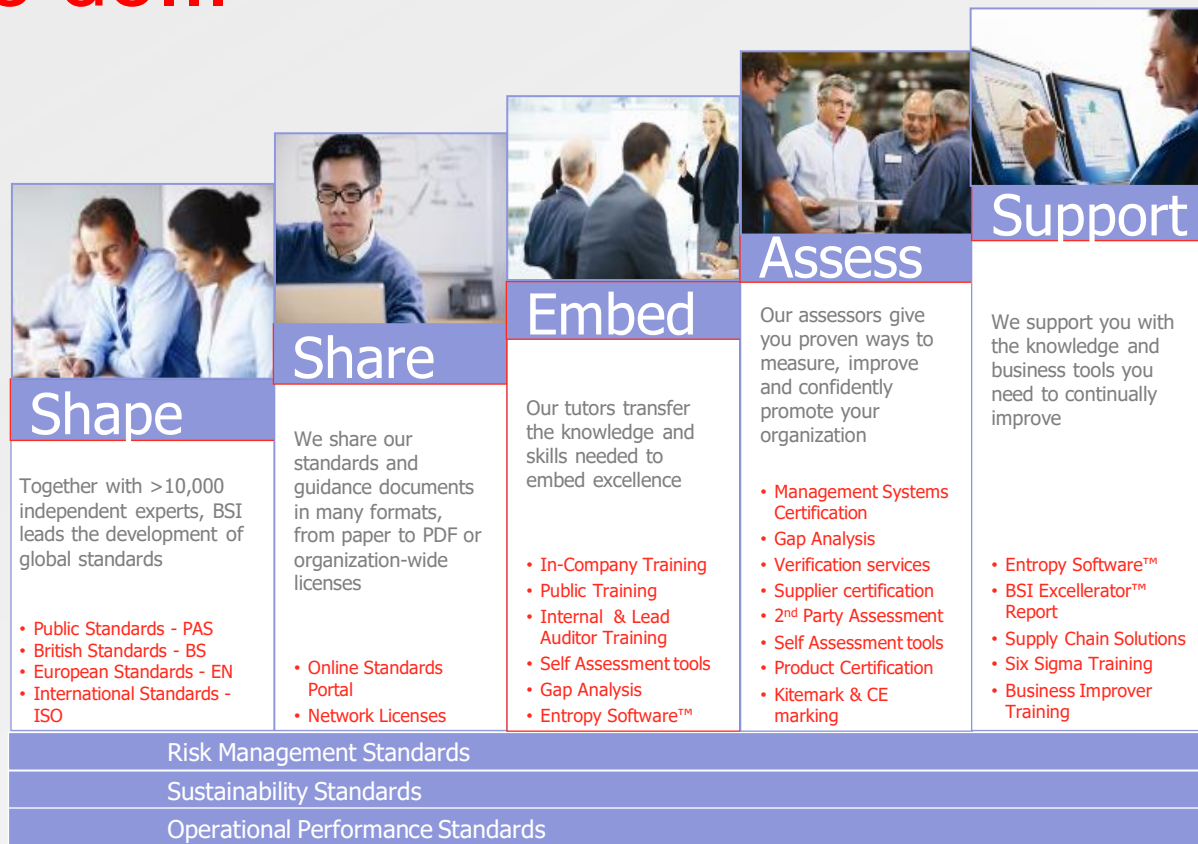 do...
Shape
Together with >10,000
independent experts, BSI
leads the development of
global standards
• Public Standards - PAS
• British Standards - BS
• European Standards - EN
• International Standards -
ISO
Share
We share our
standards and
guidance documents
in many formats,
from paper to PDF or
organization-wide
licenses
• Online Standards
Portal
• Network Licenses
Embed
Our tutors transfer
the knowledge and
skills needed to
embed excellence
• In-Company Training
• Public Training
• Internal & Lead
Auditor Training
• Self Assessment tools
• Gap Analysis
• Entropy Software™
Assess
Our assessors give
you proven ways to
measure, improve
and confidently
promote your
organization
• Management Systems
Certification
• Gap Analysis
• Verification services
• Supplier certification
• 2nd Party Assessment
• Self Assessment tools
• Product Certification
• Kitemark & CE
marking
Support
We support you with
the knowledge and
business tools you
need to continually
improve
• Entropy Software™
• BSI Excellerator™
Report
• Supply Chain Solutions
• Six Sigma Training
• Business Improver
Training
Risk Management Standards
Sustainability Standards
Operational Performance Standards